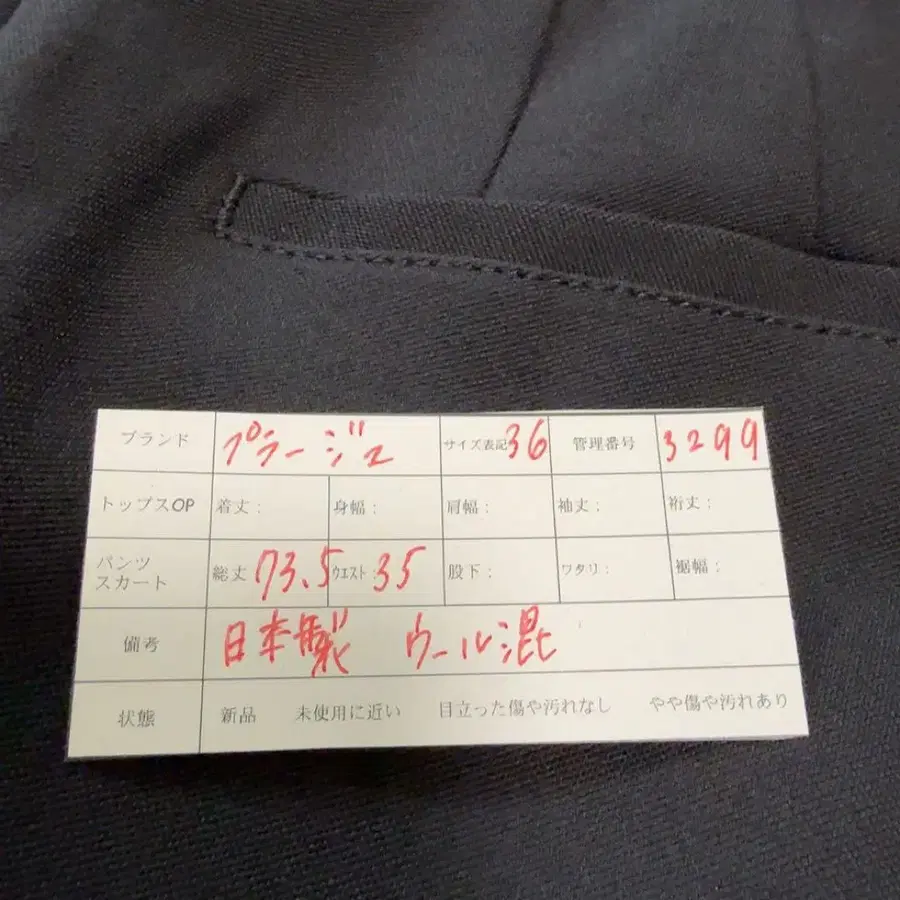 ブランド プラージュ サイズ表記 36 管理番号 3299
トップスOP 着丈： 身幅： 肩幅： 袖丈： 裄丈：
パンツ
スカート 総丈 73.5 ウエスト：35 股下： ワタリ： 裾幅：
備考 日本製 ウール混
状態 新品 未使用に近い 目立った傷や汚れなし やや傷や汚れあり